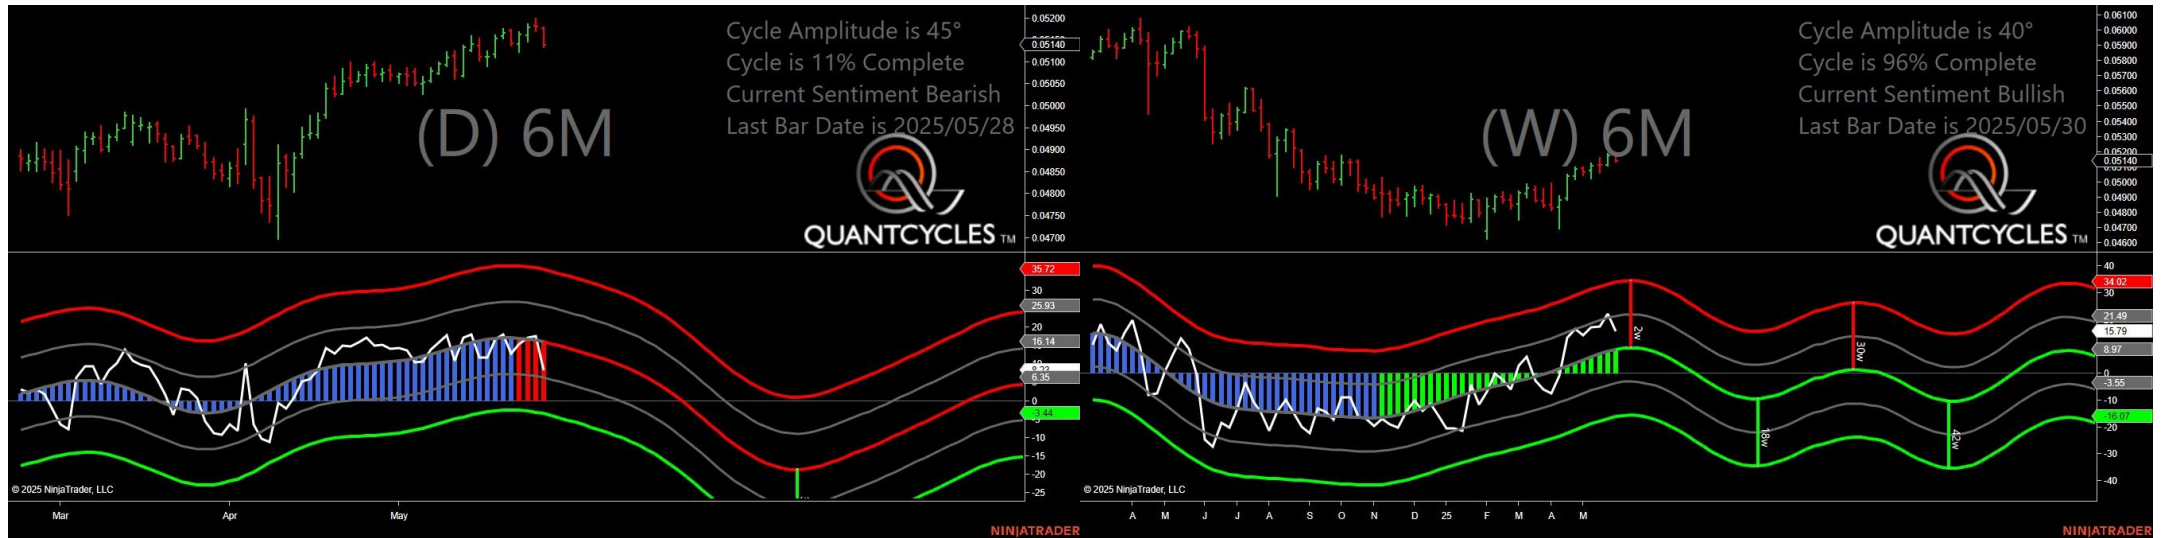 Cycle Amplitude is 45°
Cycle is 11% Complete
Current Sentiment Bearish
Last Bar Date is 2025/05/28
(D) 6M
QUANTCYCLES TM
0.05200
0.05140
0.05100
0.05050
0.05000
0.04950
0.04900
0.04850
0.04800
0.04750
0.04700
35.72
30
25.93
20
16.14
6.35
0
-3.44
-10
-15
-20
-25
© 2025 NinjaTrader, LLC
Mar Apr May
NINJATRADER
Cycle Amplitude is 40°
Cycle is 96% Complete
Current Sentiment Bullish
Last Bar Date is 2025/05/30
(W) 6M
QUANTCYCLES TM
0.06100
0.06000
0.05900
0.05800
0.05700
0.05600
0.05500
0.05400
0.05300
0.05200
0.05140
0.05000
0.04900
0.04800
0.04700
0.04600
40
34.02
30
21.49
15.79
8.97
0
-3.55
-10
-16.07
-20
-30
-40
2w
30w
18w
42w
© 2025 NinjaTrader, LLC
A M J J A S O N D 25 F M A M
NINJATRADER